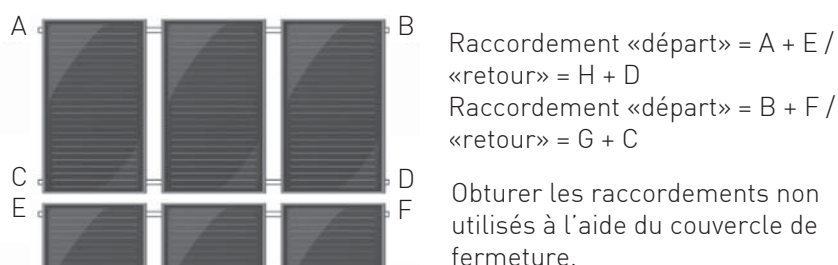 A
B
C
D
E
F
Raccordement «départ» = A + E /
«retour» = H + D
Raccordement «départ» = B + F /
«retour» = G + C
Obturer les raccordements non
utilisés à l’aide du couvercle de
fermeture.